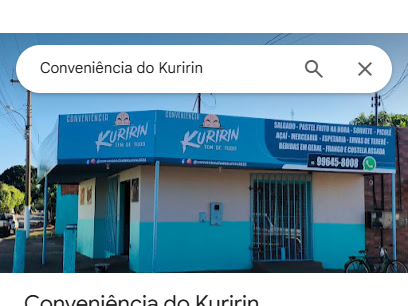 Conveniência do Kuririn
CONVENIÊNCIA
KURIRIN
TEM DE TUDO
CONVENIÊNCIA
KURIRIN
TEM DE TUDO
SALGADO - PASTEL FRITO NA HORA - SORVETE - PICOLÉ
AÇAÍ - MERCEARIA - ESPETARIA - ERVAS DE TERERÉ
BEBIDAS EM GERAL - FRANGO E COSTELA ASSADA
99645-8008
Conveniência do Kuririn